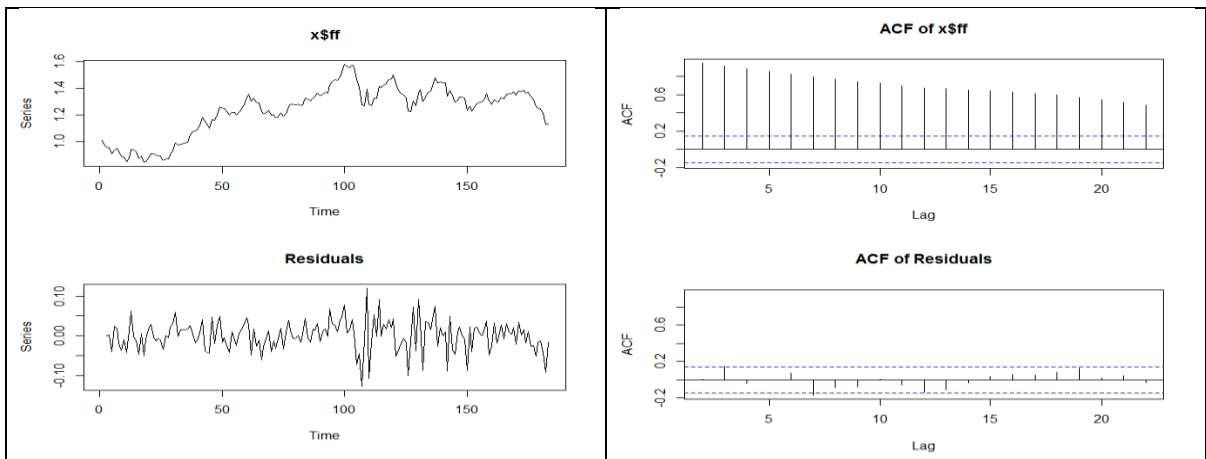 x$ff
Series
1.0 1.2 1.4 1.6
0 50 100 150
Time
Residuals
Series
-0.10 0.00 0.10
0 50 100 150
Time
ACF of x$ff
ACF
-0.2 0.2 0.6
5 10 15 20
Lag
ACF of Residuals
ACF
-0.2 0.2 0.6
5 10 15 20
Lag